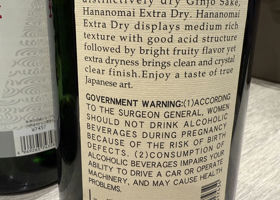 distinctively dry Ginjo Sake,
Hananomai Extra Dry. Hananomai
Extra Dry displays medium rich
texture with good acid structure
followed by bright fruity flavor yet
extra dryness brings clean and crystal
clear finish.Enjoy a taste of true
Japanese art.
GOVERNMENT WARNING:(1)ACCORDING
TO THE SURGEON GENERAL, WOMEN
SHOULD NOT DRINK ALCOHOLIC
BEVERAGES DURING PREGNANCY
BECAUSE OF THE RISK OF BIRTH
DEFECTS. (2)CONSUMPTION OF
ALCOHOLIC BEVERAGES IMPAIRS YOUR
ABILITY TO DRIVE A CAR OR OPERATE
MACHINERY, AND MAY CAUSE HEALTH
PROBLEMS.